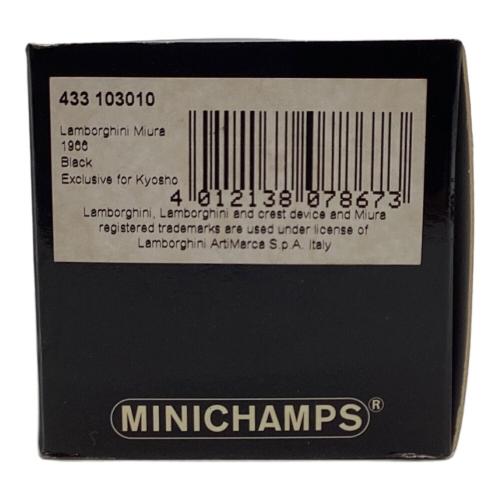 433 103010
Lamborghini Miura
1966
Black
Exclusive for Kyosho
4 012138 078673
Lamborghini, Lamborghini and crest device and Miura
registered trademarks are used under license of
Lamborghini ArtiMarca S.p.A. Italy
MINICHAMPS®